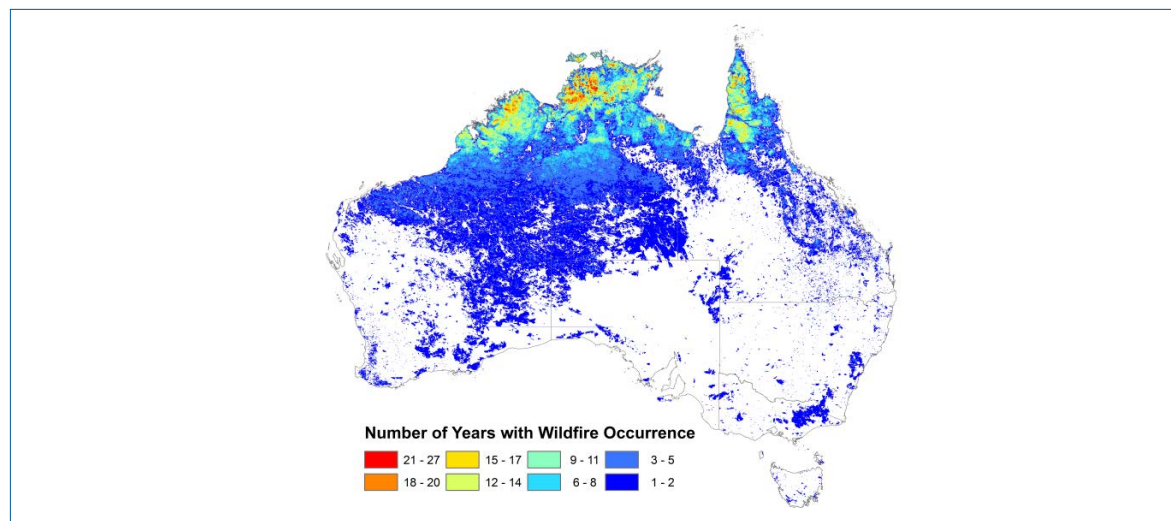 Number of Years with Wildfire Occurrence
21 - 27 15 - 17 9 - 11 3 - 5
18 - 20 12 - 14 6 - 8 1 - 2